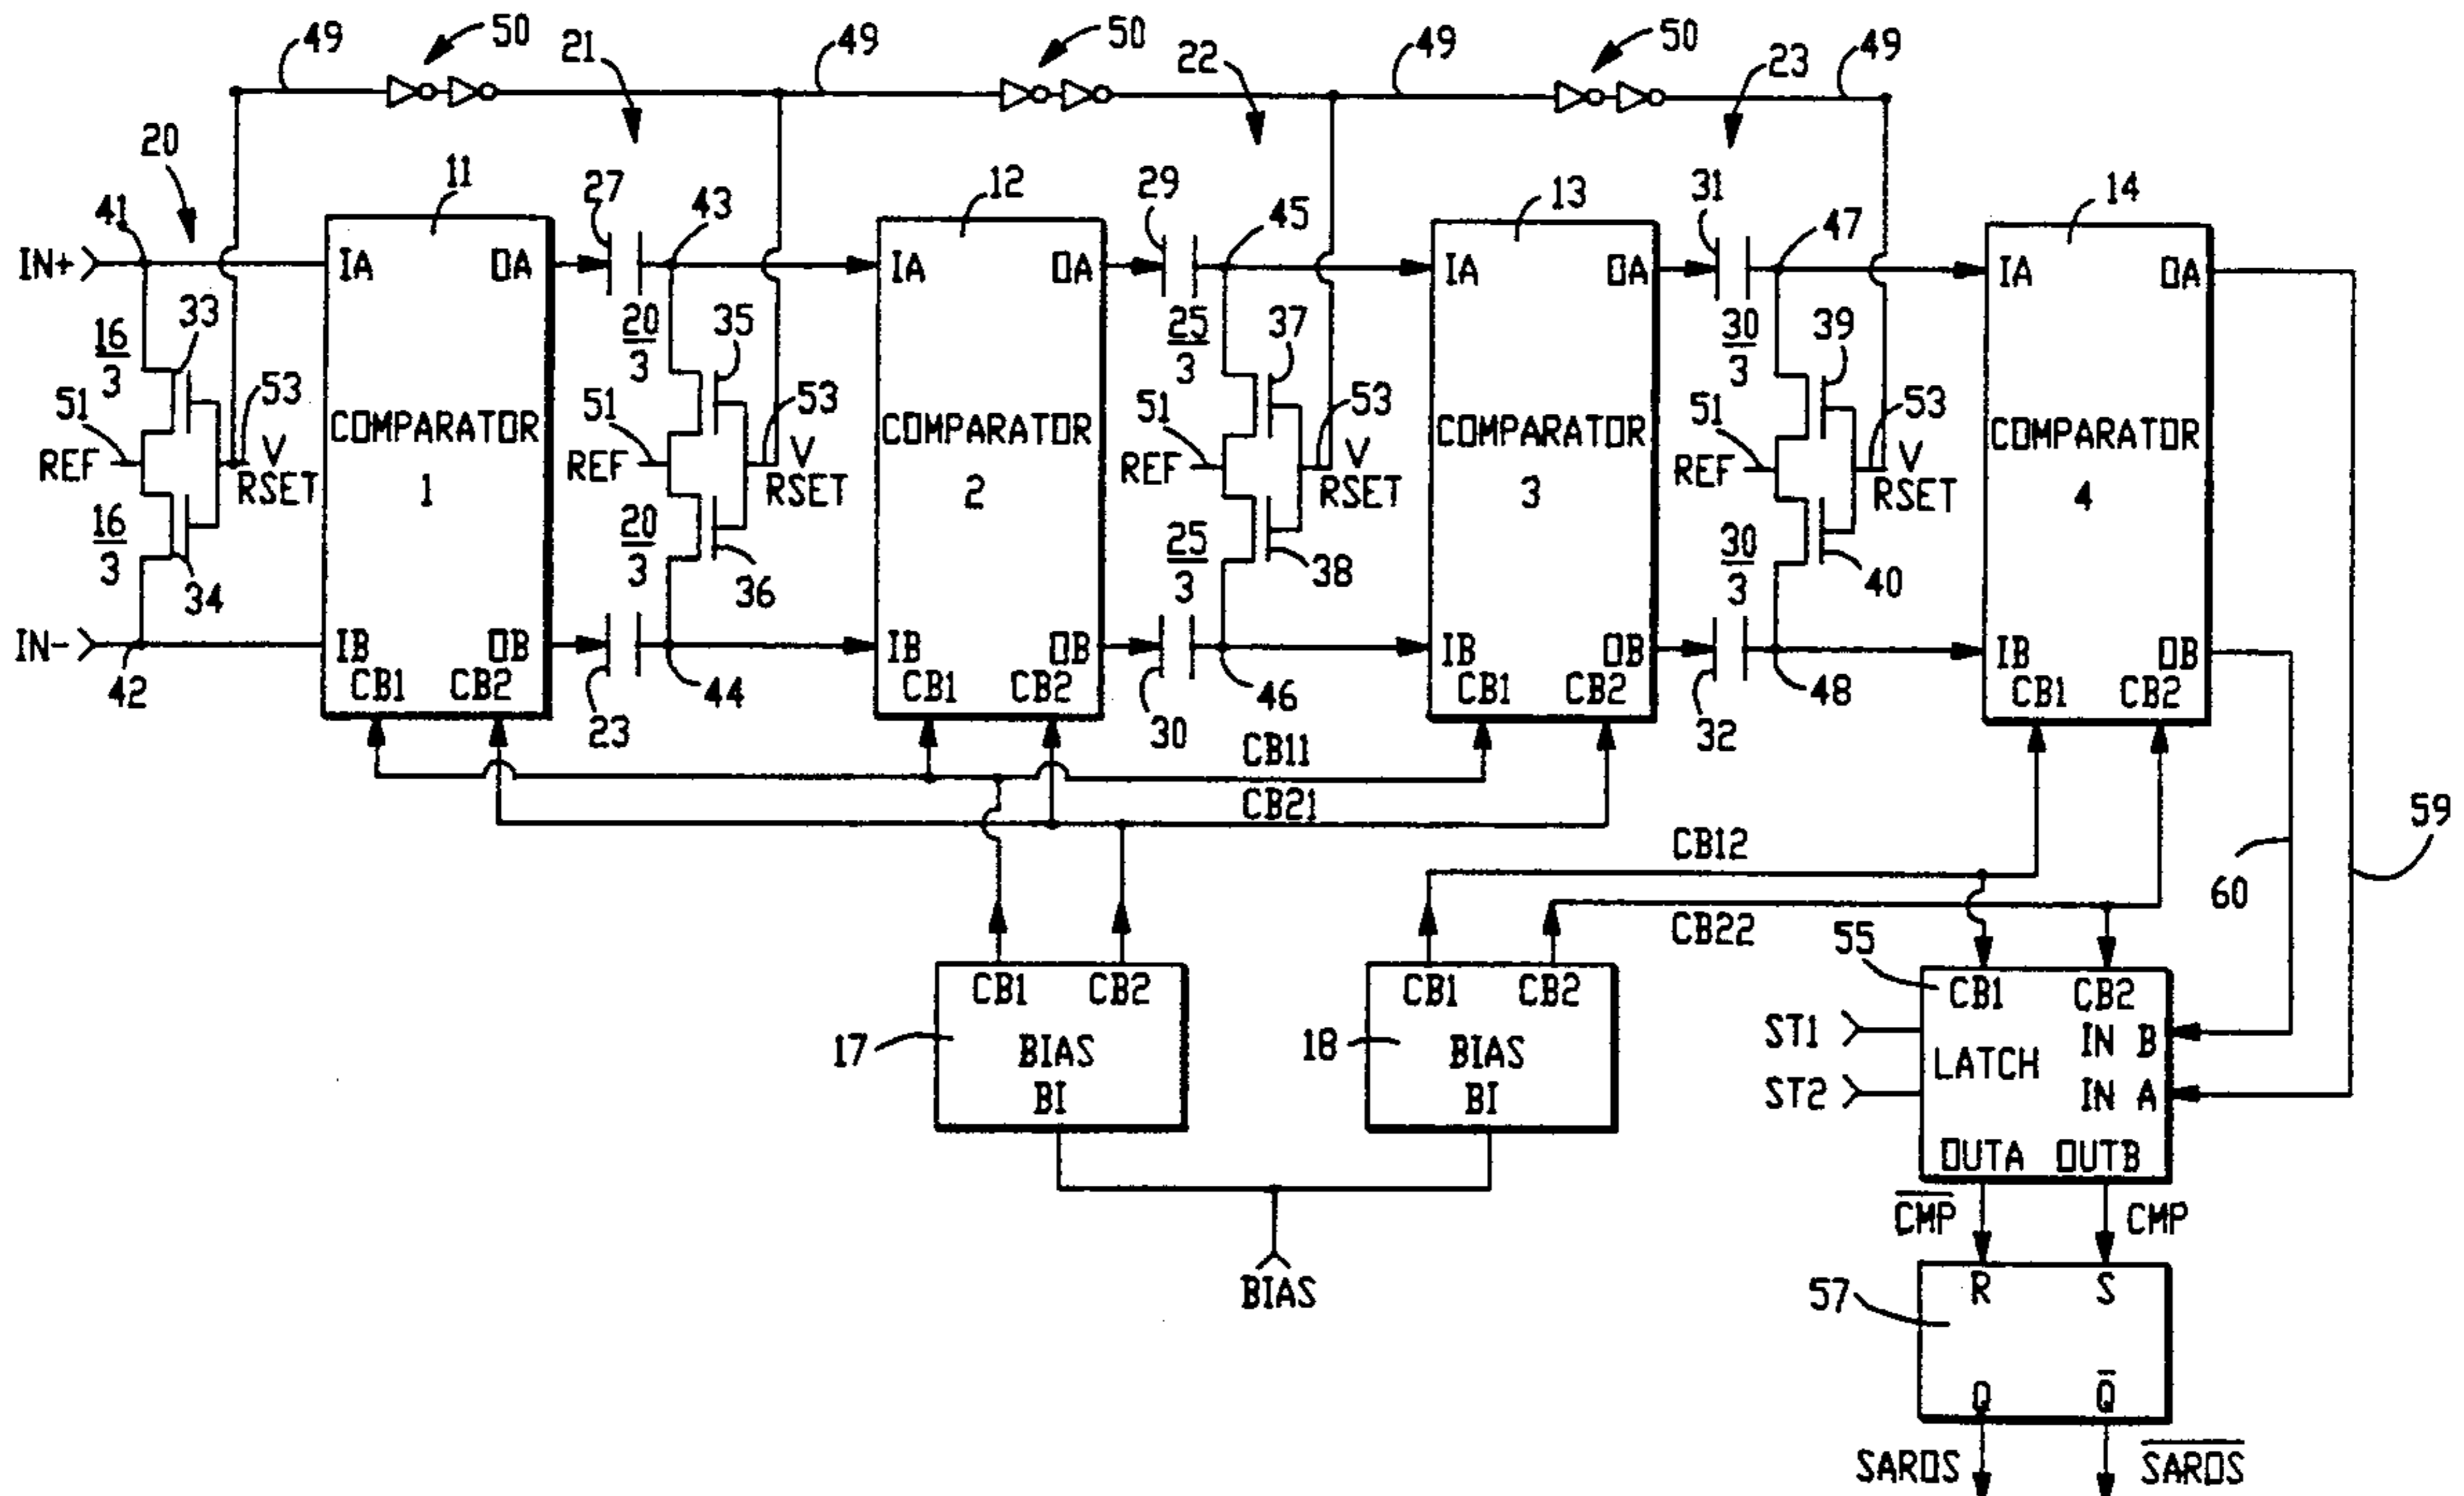 49 50 21 49 50 22 49 50 23 49
20 11 27 43 12 29 45 13 31 47 14
41
IN+ IA OA IA OA IA OA IA OA
16 33 20 35 25 37 30 39
3 3 3 3
51 53 51 53 51 53 51 53
COMPARATOR COMPARATOR COMPARATOR COMPARATOR
REF V REF V REF V REF V
RSET RSET RSET RSET
1 2 3 4
16 20 25 30
3 3 3 3
34 36 38 40
IN- IB OB IB OB IB OB IB OB
CB1 CB2 CB1 CB2 CB1 CB2 CB1 CB2
42 23 44 30 46 32 48
CB11
CB21
59
CB12
60
CB22
55
CB1 CB2 CB1 CB2 CB1 CB2
17 BIAS 18 BIAS ST1 IN B
LATCH
BI BI ST2 IN A
OUTA OUTB
C̅M̅P̅ CMP
BIAS
57 R S
Q Q̅
SAROS S̅A̅R̅O̅S̅